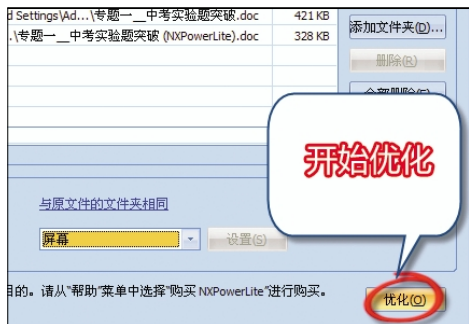 d Settings\Ad...\专题一__中考实验题突破.doc 421 KB
.\专题一__中考实验题突破 (NXPowerLite).doc 328 KB
添加文件夹(D)...
删除(R)
开始优化
与原文件的文件夹相同
屏幕
设置(S)
目的。请从“帮助”菜单中选择“购买 NXPowerLite”进行购买。
优化(O)